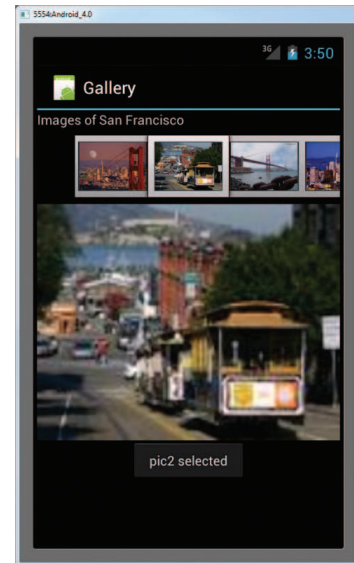 5554:Android_4.0
3G 3:50
Gallery
Images of San Francisco
pic2 selected